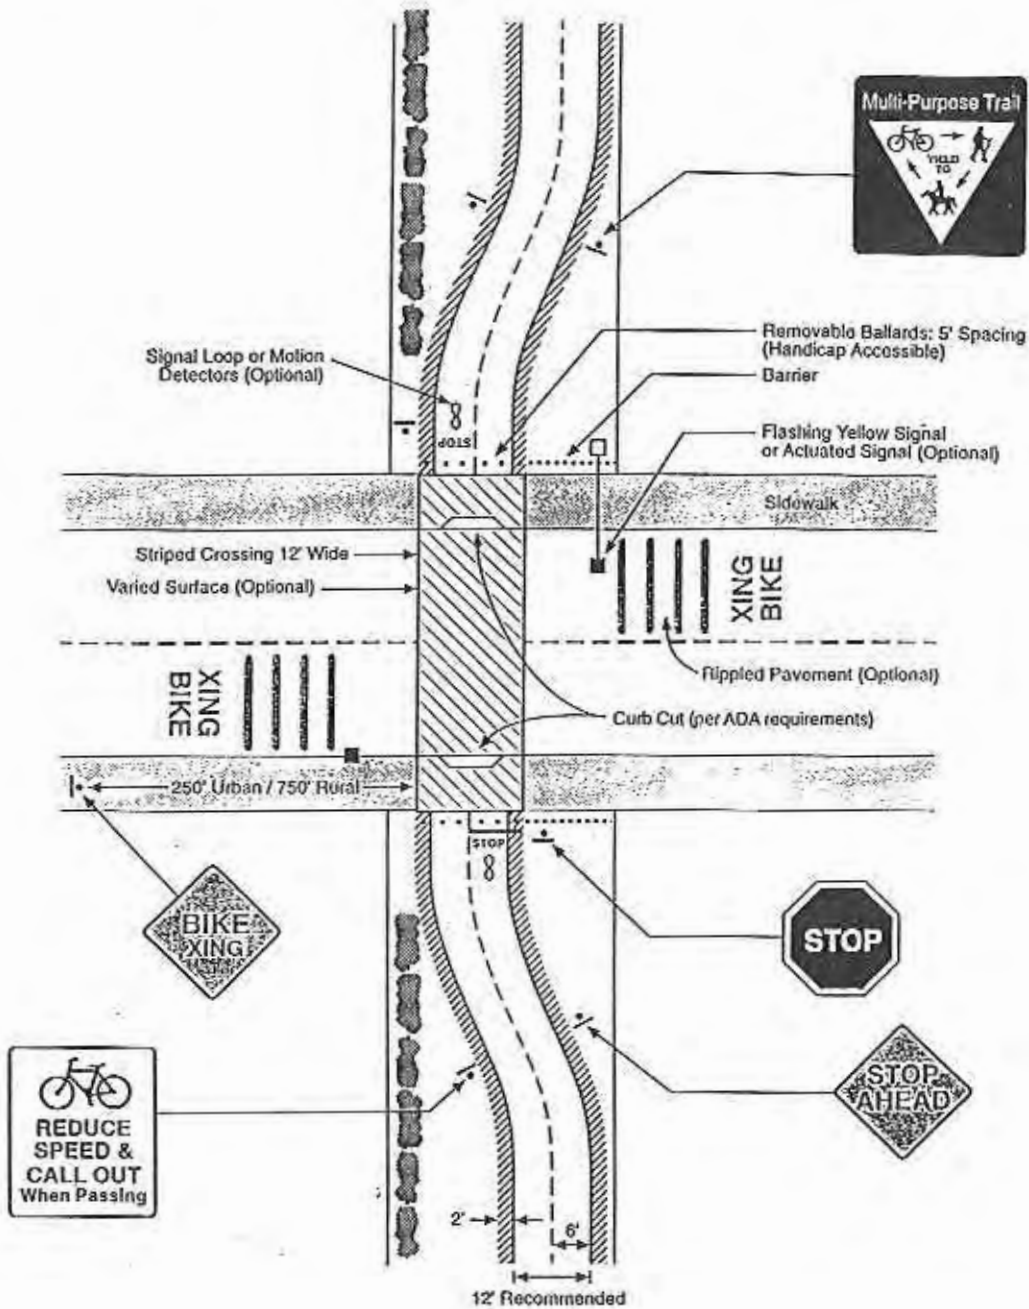 Multi-Purpose Trail
YIELD
TO
Removable Ballards: 5' Spacing
(Handicap Accessible)
Signal Loop or Motion
Detectors (Optional)
Barrier
STOP
Flashing Yellow Signal
or Actuated Signal (Optional)
Sidewalk
Striped Crossing 12' Wide
Varied Surface (Optional)
XING
BIKE
Rippled Pavement (Optional)
XING
BIKE
Curb Cut (per ADA requirements)
250' Urban / 750' Rural
STOP
BIKE
XING
STOP
STOP
AHEAD
REDUCE
SPEED &
CALL OUT
When Passing
2'
6'
12' Recommended